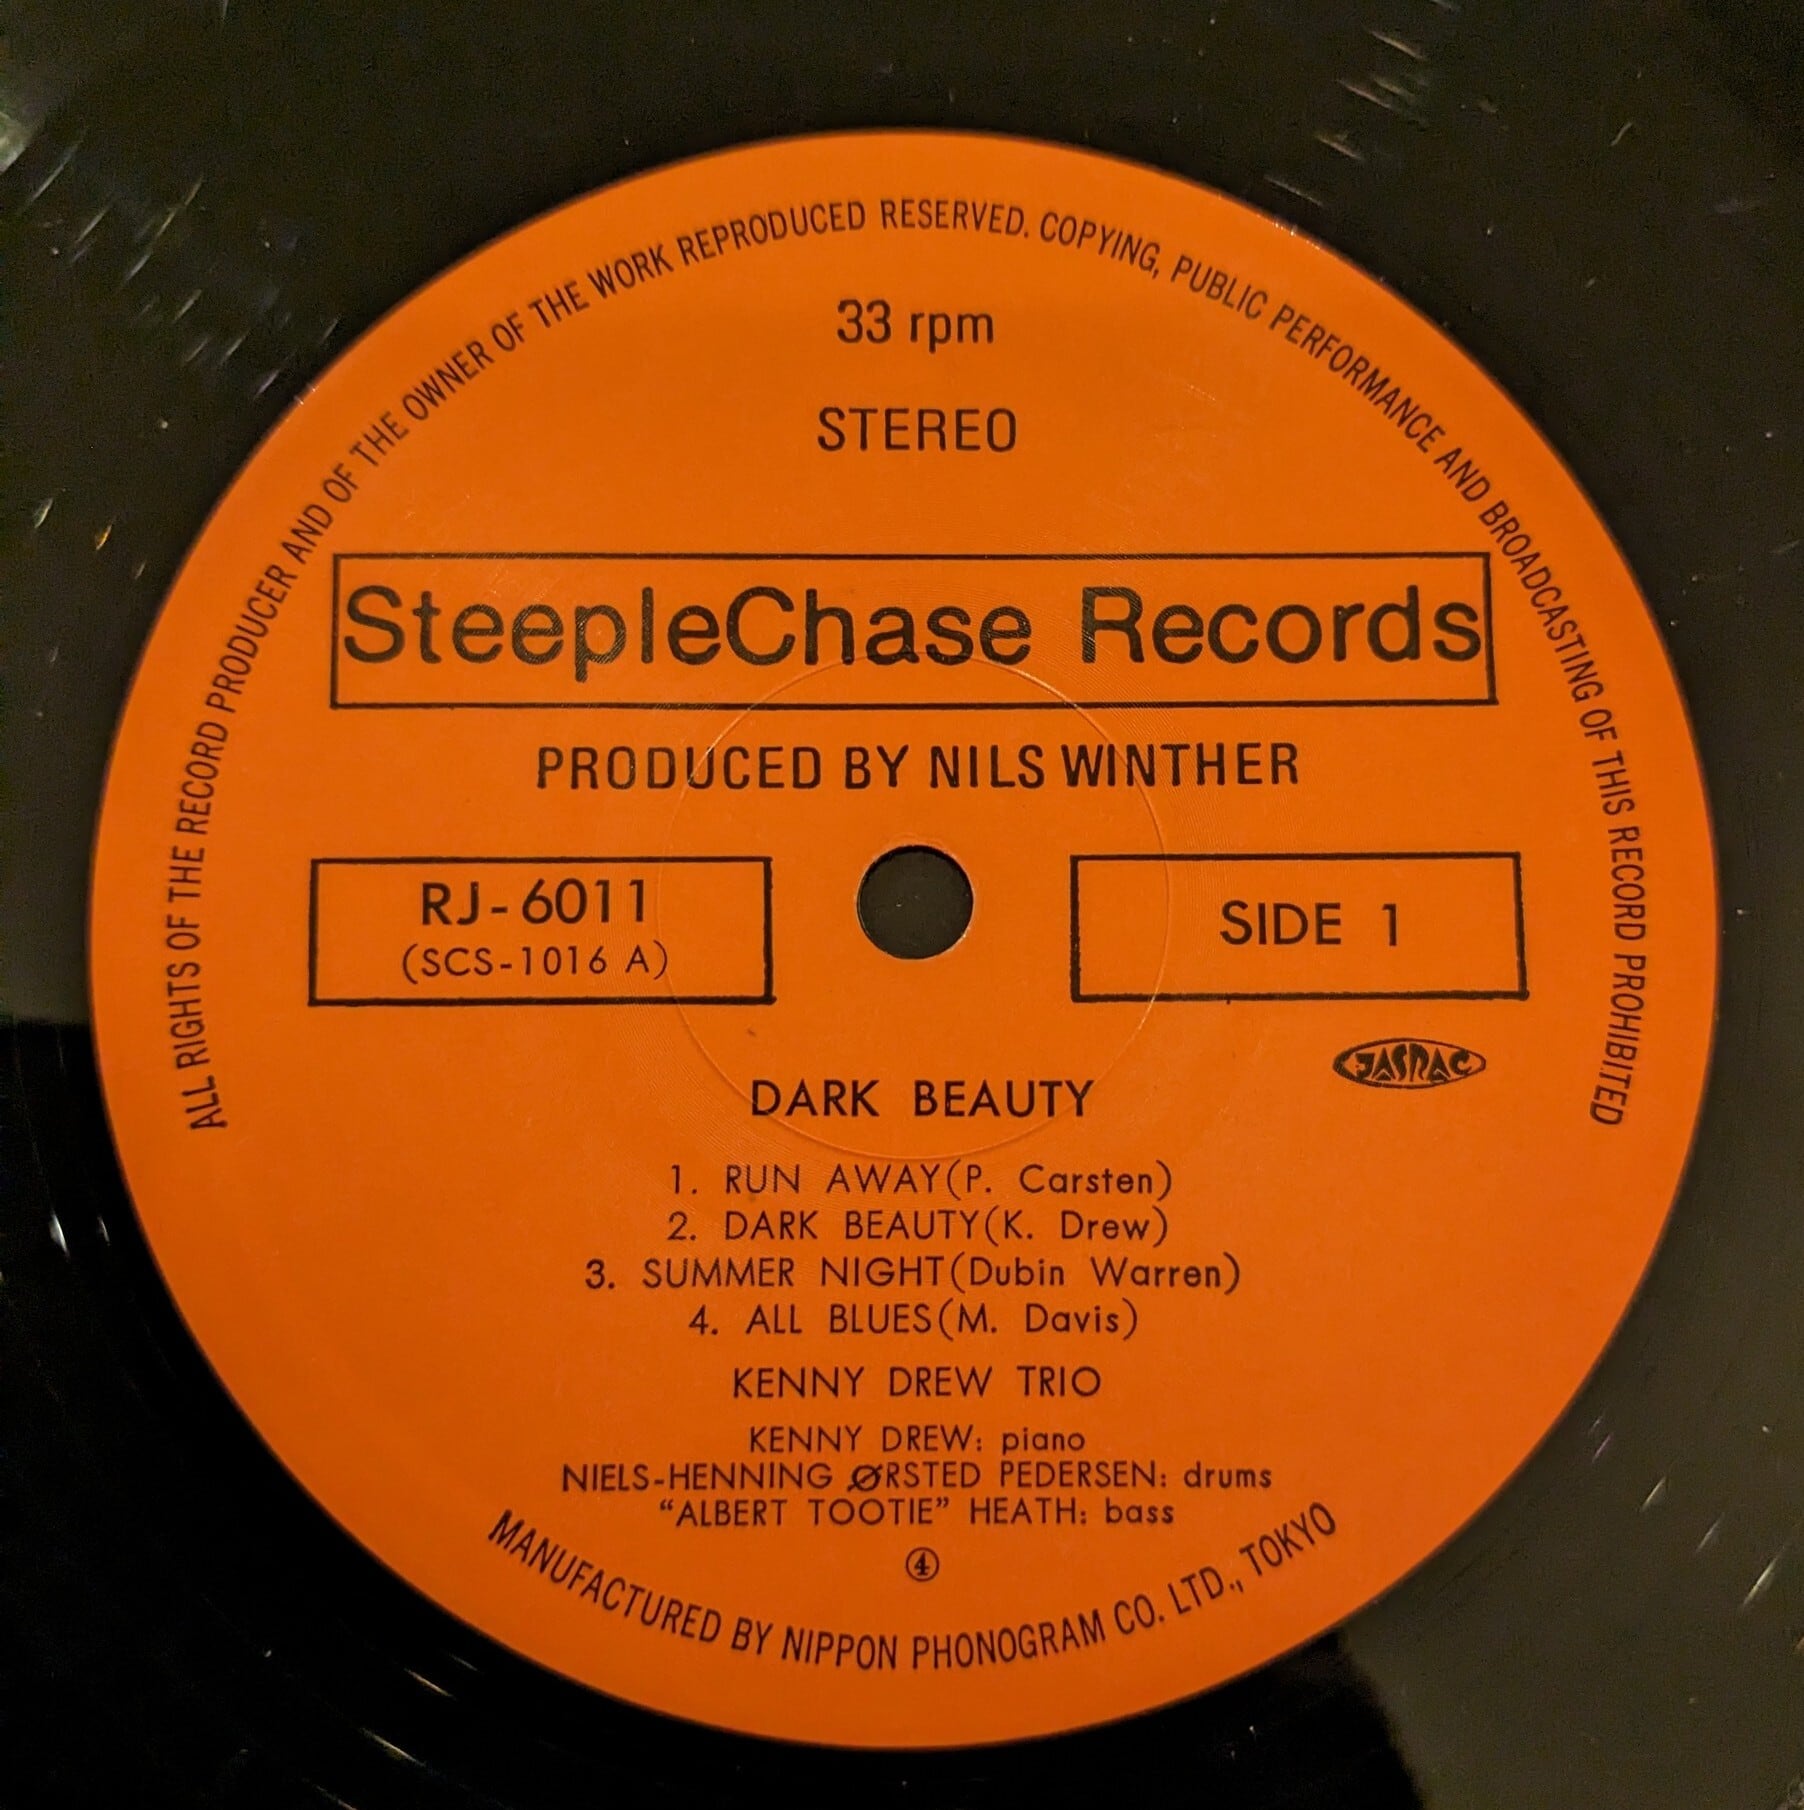 ALL RIGHTS OF THE RECORD PRODUCER AND OF THE OWNER OF THE WORK REPRODUCED RESERVED. COPYING, PUBLIC PERFORMANCE AND BROADCASTING OF THIS RECORD PROHIBITED
33 rpm
STEREO
SteepleChase Records
PRODUCED BY NILS WINTHER
RJ-6011
(SCS-1016 A)
SIDE 1
JASRAC
DARK BEAUTY
1. RUN AWAY(P. Carsten)
2. DARK BEAUTY(K. Drew)
3. SUMMER NIGHT(Dubin Warren)
4. ALL BLUES(M. Davis)
KENNY DREW TRIO
KENNY DREW: piano
NIELS-HENNING ØRSTED PEDERSEN: drums
“ALBERT TOOTIE” HEATH: bass
④
MANUFACTURED BY NIPPON PHONOGRAM CO. LTD., TOKYO